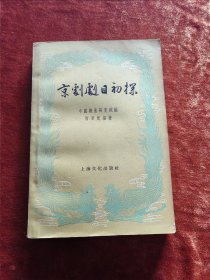 京劇劇目初探
中國戲曲研究院編
陶君起編著
上海文化出版社